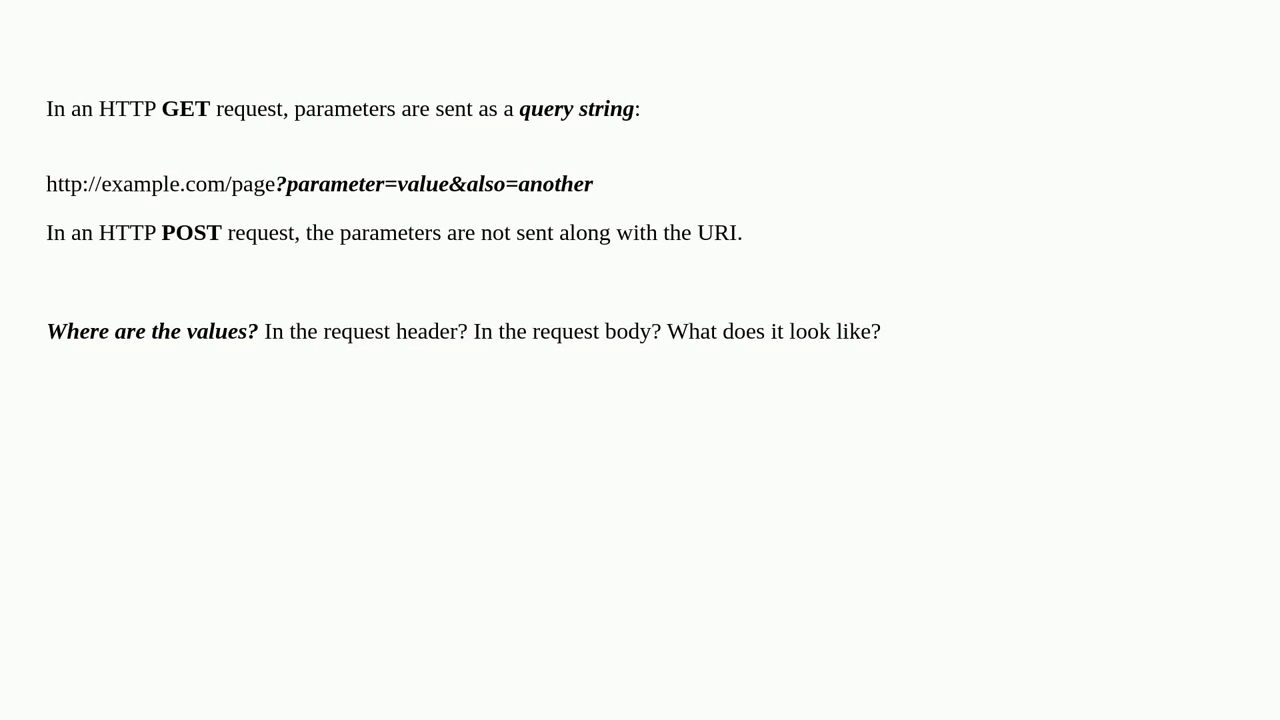 In an HTTP GET request, parameters are sent as a query string:
http://example.com/page?parameter=value&also=another
In an HTTP POST request, the parameters are not sent along with the URI.
Where are the values? In the request header? In the request body? What does it look like?